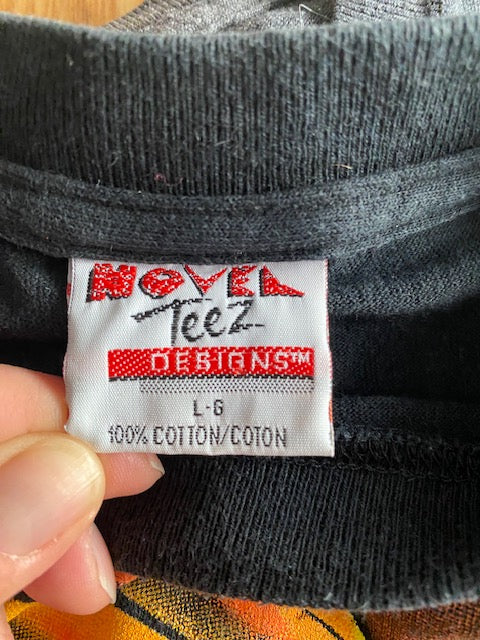 NOVEL
Teez
DESIGNS™
L-G
100% COTTON/COTON